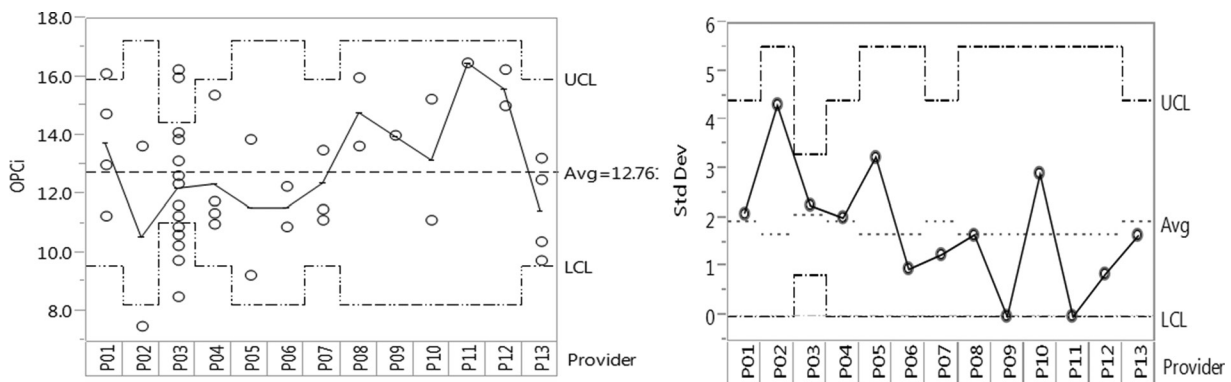 18.0
16.0
14.0
12.0
10.0
8.0
OPCi
UCL
Avg=12.76
LCL
P01 P02 P03 P04 P05 P06 P07 P08 P09 P10 P11 P12 P13
Provider
6
5
4
3
2
1
0
Std Dev
UCL
Avg
LCL
P01 P02 P03 P04 P05 P06 P07 P08 P09 P10 P11 P12 P13
Provider